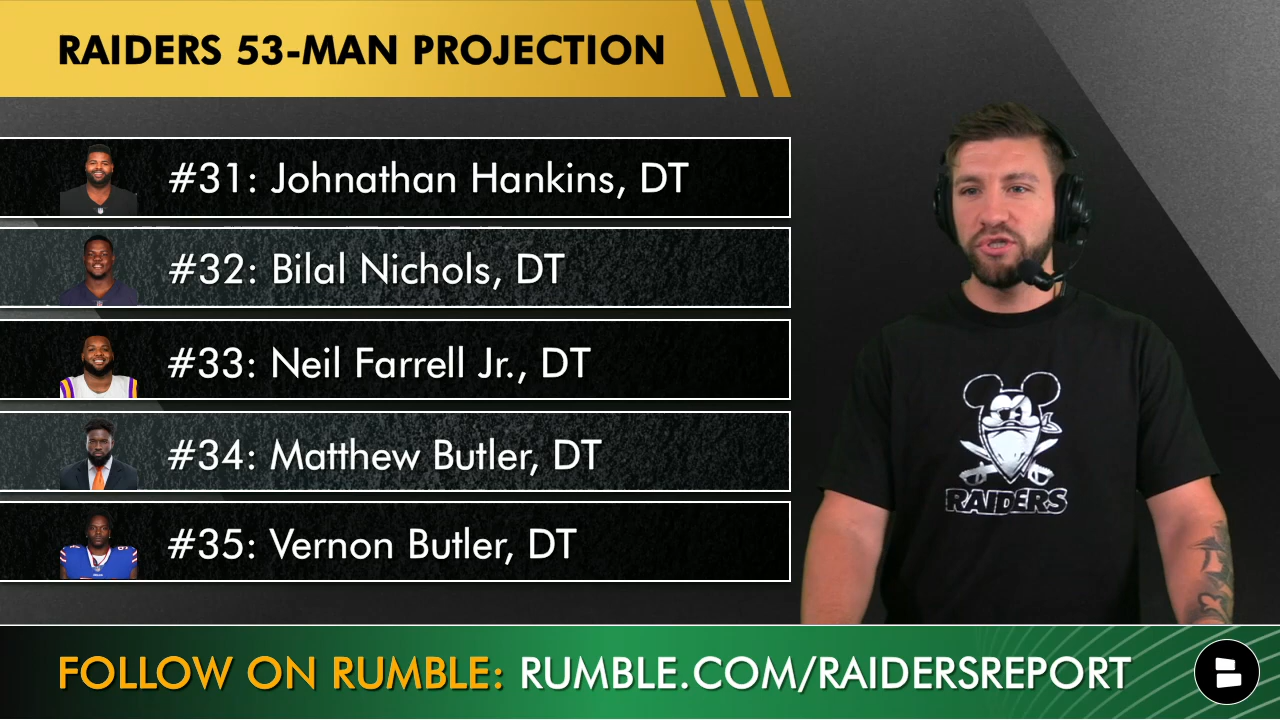 RAIDERS 53-MAN PROJECTION
#31: Johnathan Hankins, DT
#32: Bilal Nichols, DT
#33: Neil Farrell Jr., DT
#34: Matthew Butler, DT
#35: Vernon Butler, DT
RAIDERS
FOLLOW ON RUMBLE: RUMBLE.COM/RAIDERSREPORT